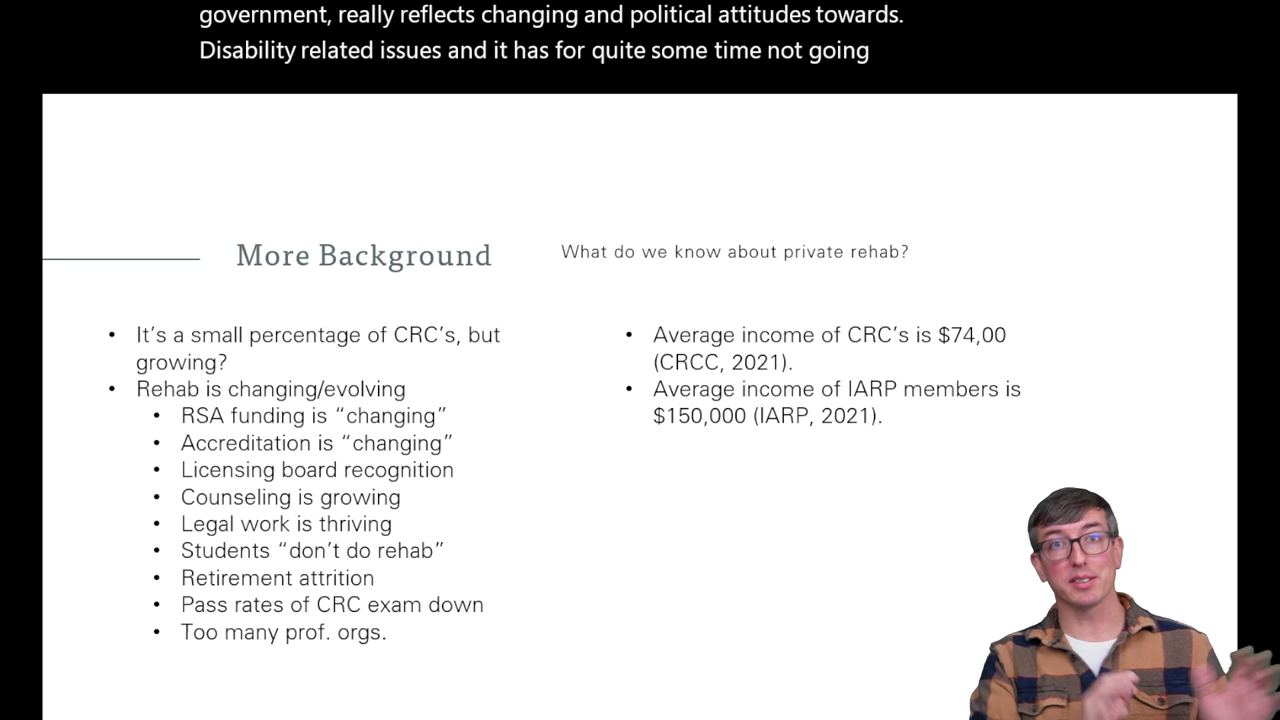 government, really reflects changing and political attitudes towards.
Disability related issues and it has for quite some time not going
More Background
What do we know about private rehab?
• It's a small percentage of CRC's, but
growing?
• Rehab is changing/evolving
• RSA funding is “changing”
• Accreditation is “changing”
• Licensing board recognition
• Counseling is growing
• Legal work is thriving
• Students “don't do rehab”
• Retirement attrition
• Pass rates of CRC exam down
• Too many prof. orgs.
• Average income of CRC's is $74,00
(CRCC, 2021).
• Average income of IARP members is
$150,000 (IARP, 2021).